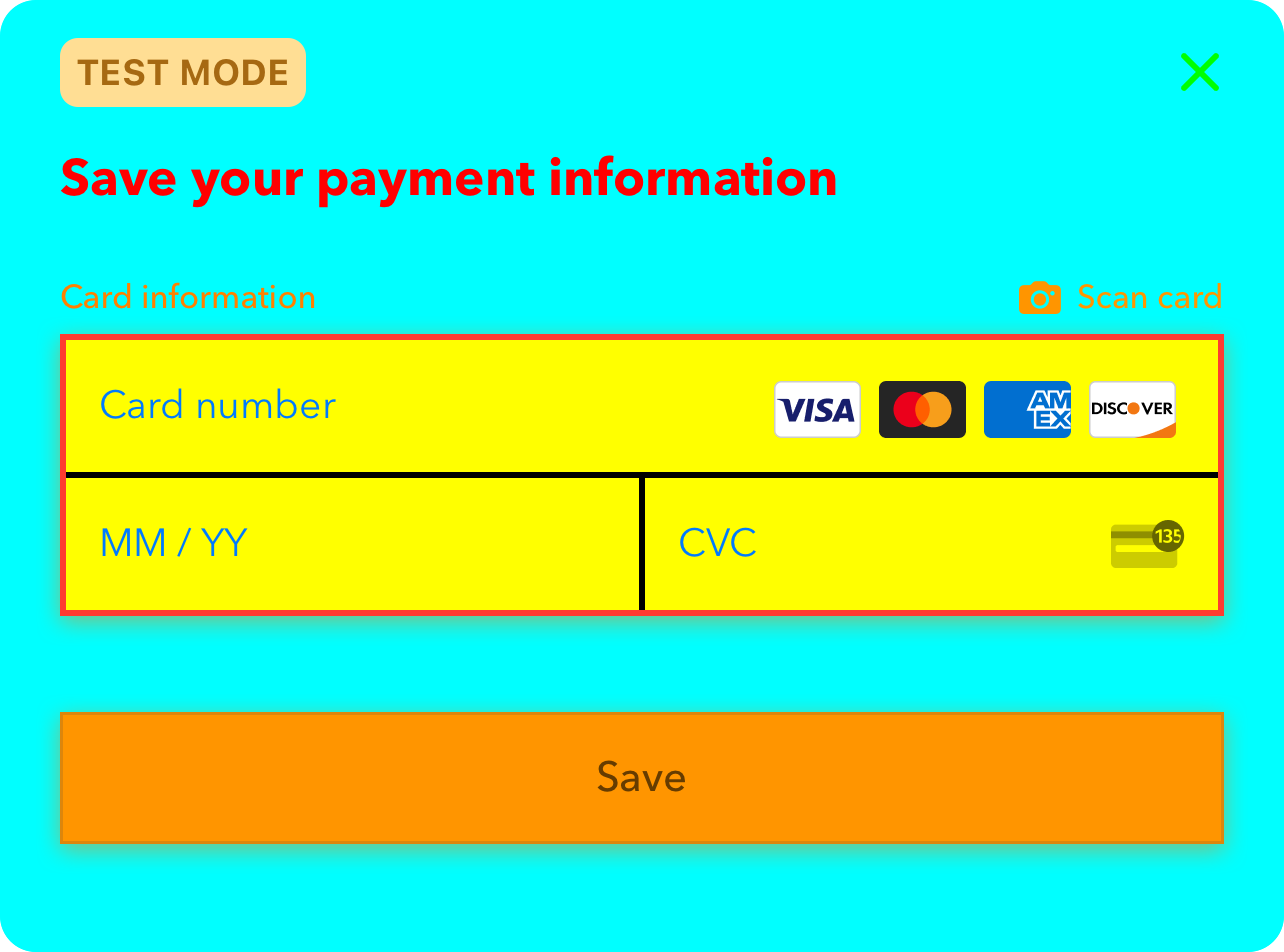 TEST MODE
Save your payment information
Card information
Scan card
Card number
VISA
AM
EX
DISCOVER
MM / YY
CVC
135
Save